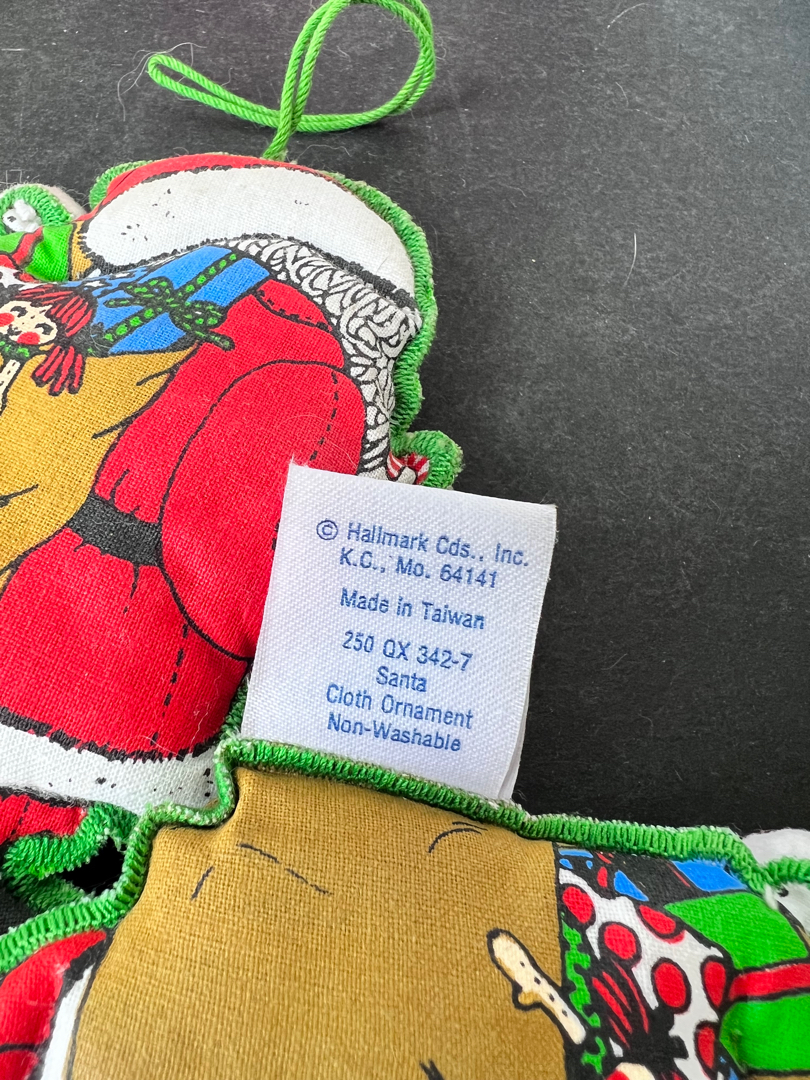 © Hallmark Cds., Inc.
K.C., Mo. 64141
Made in Taiwan
250 QX 342-7
Santa
Cloth Ornament
Non-Washable